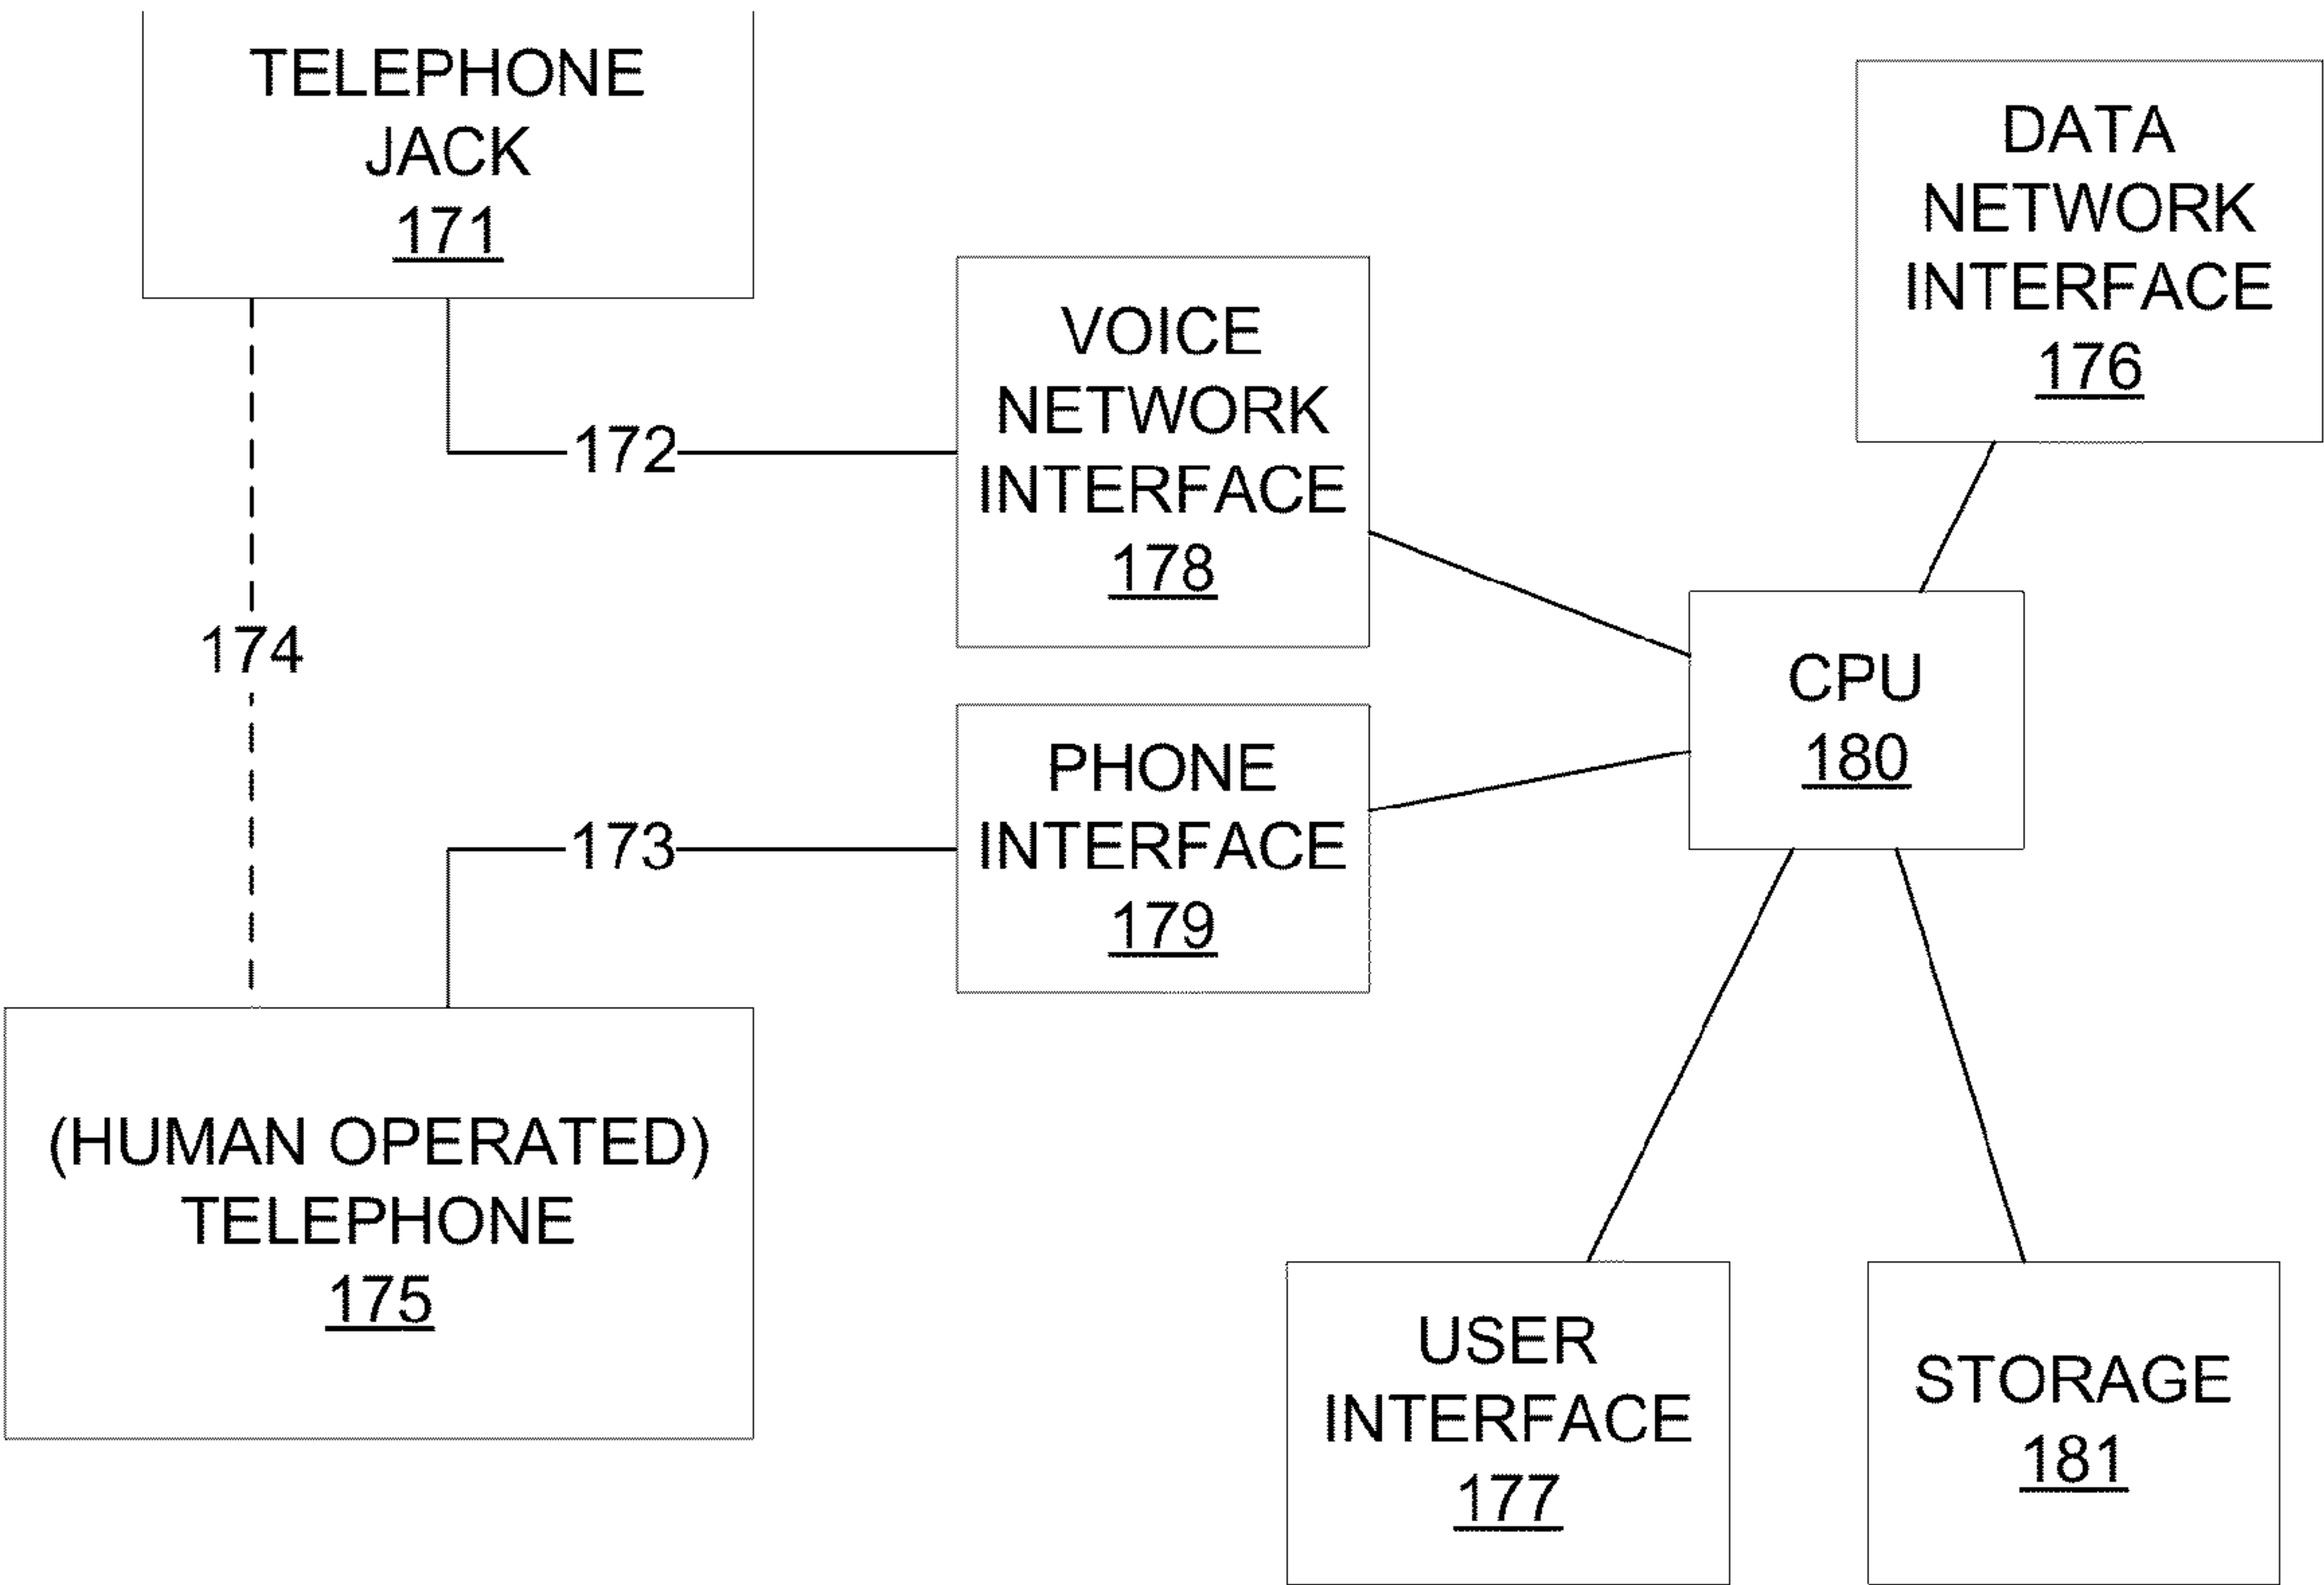 TELEPHONE
JACK
171
DATA
NETWORK
INTERFACE
176
VOICE
NETWORK
INTERFACE
178
172
174
CPU
180
PHONE
INTERFACE
179
173
(HUMAN OPERATED)
TELEPHONE
175
USER
INTERFACE
177
STORAGE
181